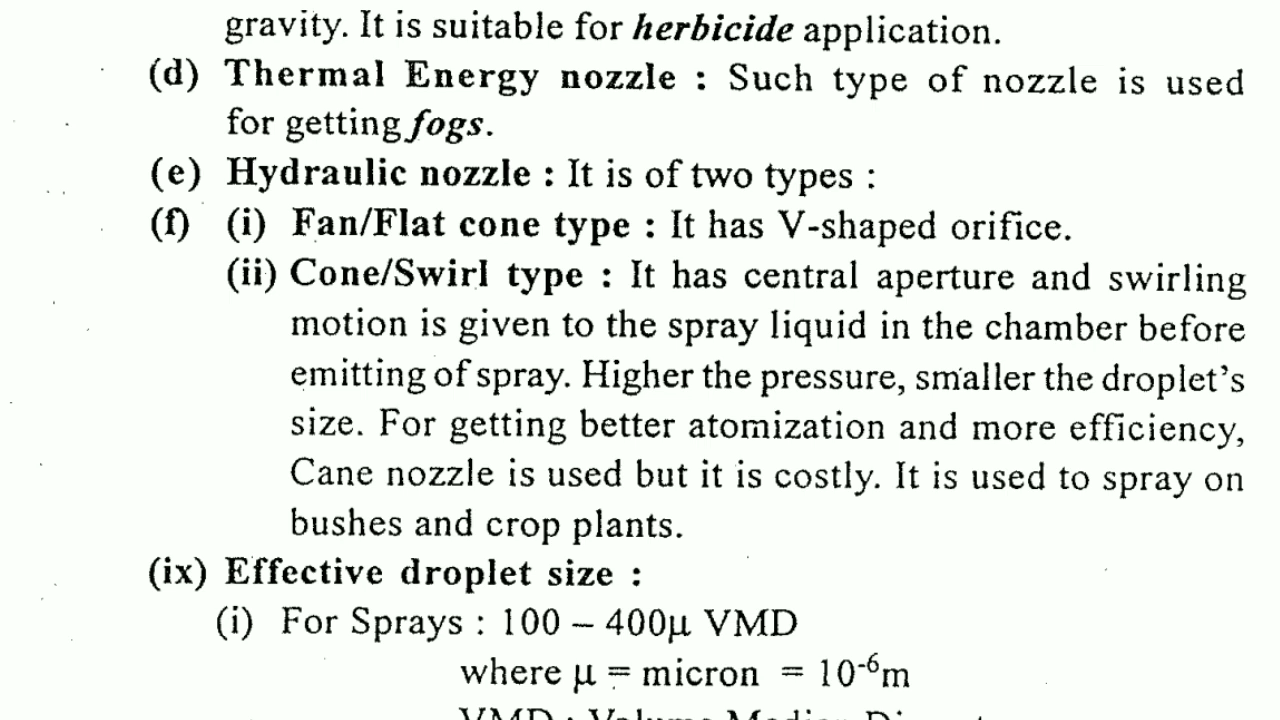 gravity. It is suitable for herbicide application.
(d) Thermal Energy nozzle : Such type of nozzle is used
for getting fogs.
(e) Hydraulic nozzle : It is of two types :
(f) (i) Fan/Flat cone type : It has V-shaped orifice.
(ii) Cone/Swirl type : It has central aperture and swirling
motion is given to the spray liquid in the chamber before
emitting of spray. Higher the pressure, smaller the droplet's
size. For getting better atomization and more efficiency,
Cane nozzle is used but it is costly. It is used to spray on
bushes and crop plants.
(ix) Effective droplet size :
(i) For Sprays : 100 – 400μ VMD
where μ = micron = 10⁻⁶m
VMD : Volume Median